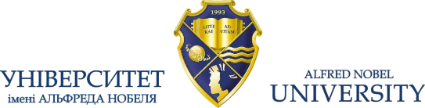 УНІВЕРСИТЕТ
імені АЛЬФРЕДА НОБЕЛЯ
1993
ALFRED NOBEL
UNIVERSITY